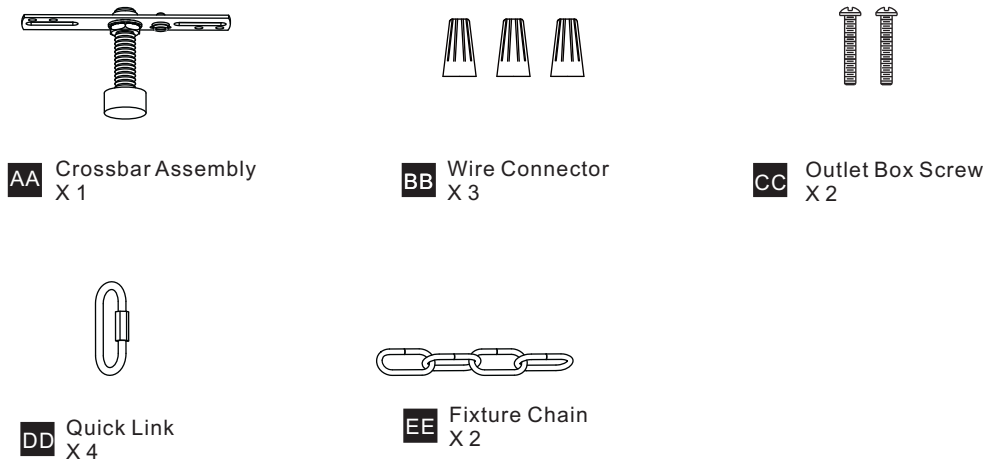 AA Crossbar Assembly
X 1
BB Wire Connector
X 3
CC Outlet Box Screw
X 2
DD Quick Link
X 4
EE Fixture Chain
X 2